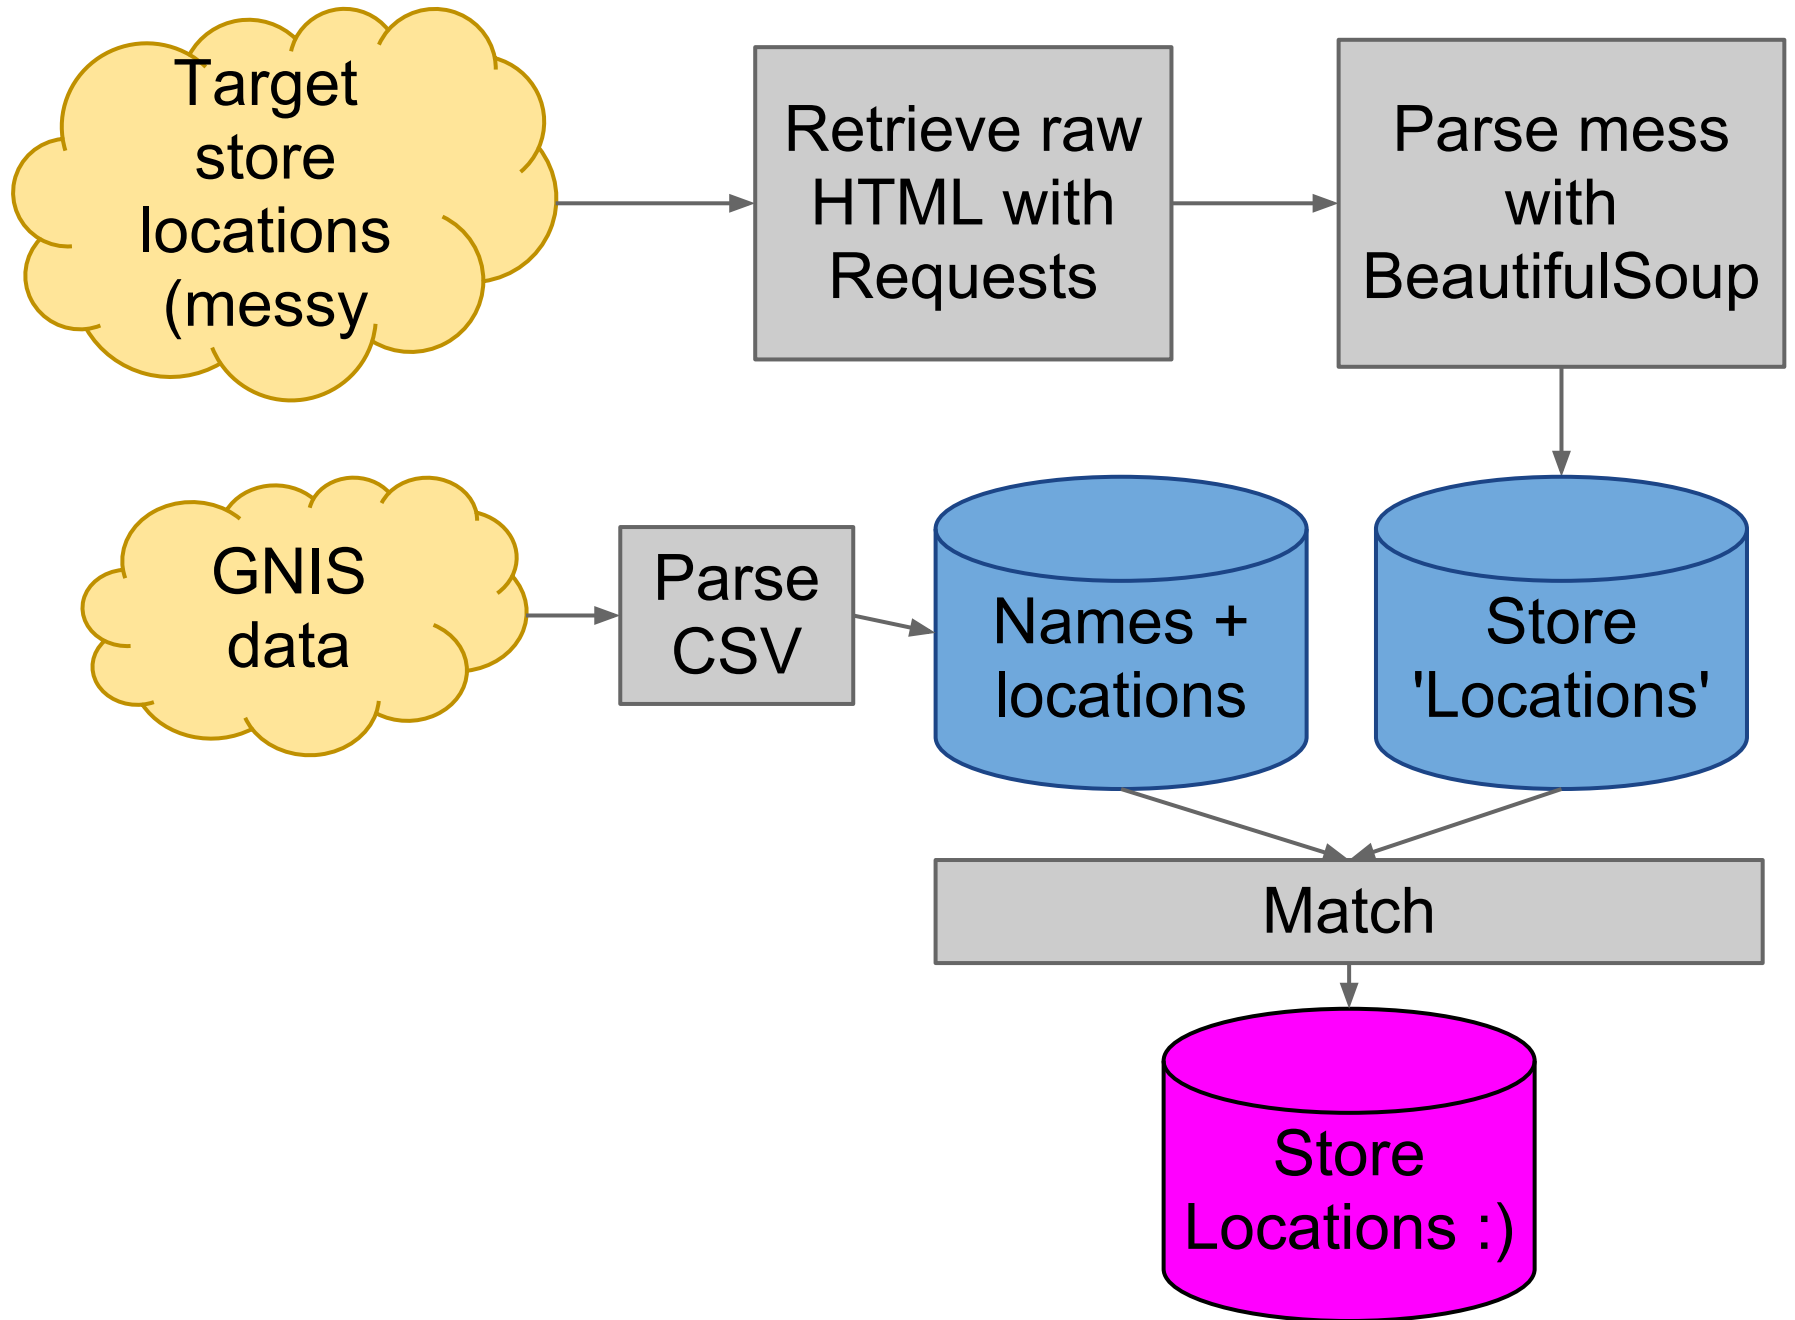 Target
store
locations
(messy
Retrieve raw
HTML with
Requests
Parse mess
with
BeautifulSoup
GNIS
data
Parse
CSV
Names +
locations
Store
'Locations'
Match
Store
Locations :)